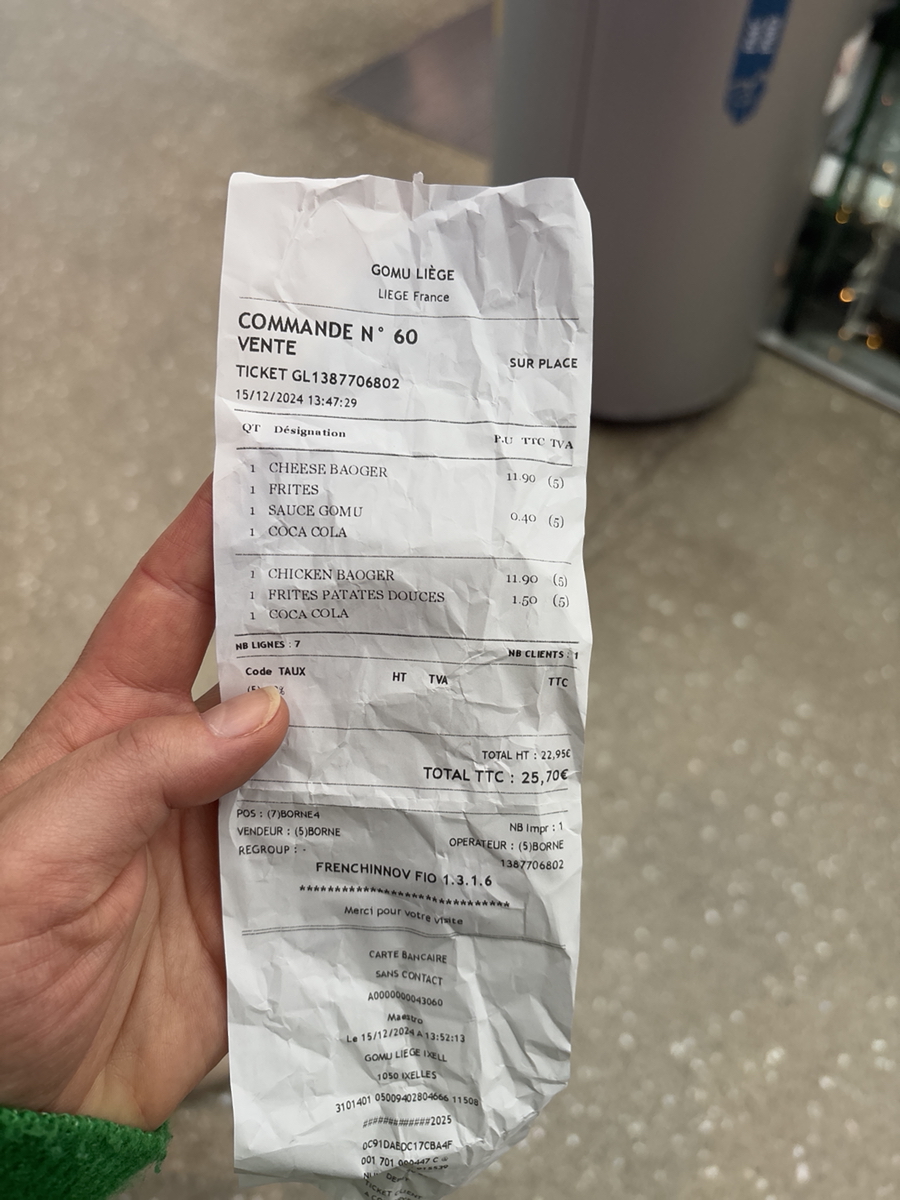 GOMU LIÈGE
LIEGE France
COMMANDE N° 60
VENTE
SUR PLACE
TICKET GL1387706802
15/12/2024 13:47:29
QT Désignation P.U TTC TVA
1 CHEESE BAOGER 11.90 (5)
1 FRITES
1 SAUCE GOMU 0.40 (5)
1 COCA COLA
1 CHICKEN BAOGER 11.90 (5)
1 FRITES PATATES DOUCES 1.50 (5)
1 COCA COLA
NB LIGNES : 7 NB CLIENTS : 1
Code TAUX HT TVA TTC
TOTAL HT : 22,95€
TOTAL TTC : 25,70€
POS : (7)BORNE4 NB Impr : 1
VENDEUR : (5)BORNE OPERATEUR : (5)BORNE
REGROUP : - 1387706802
FRENCHINNOV FIO 1.3.1.6
********************************
Merci pour votre visite
CARTE BANCAIRE
SANS CONTACT
A0000000043060
Maestro
Le 15/12/2024 A 13:52:13
GOMU LIEGE IXELL
1050 IXELLES
3101401 05009402804666 11508
############2025
0C91DAEDC17CBA4F
001 701